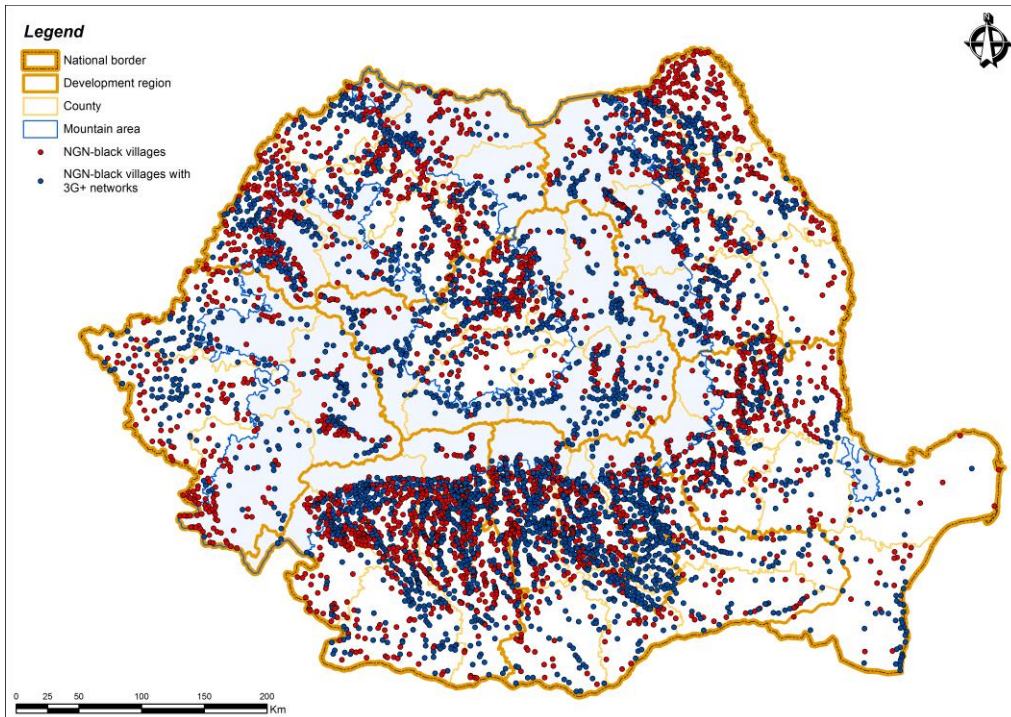 Legend
National border
Development region
County
Mountain area
NGN-black villages
NGN-black villages with
3G+ networks
0 25 50 100 150 200
Km